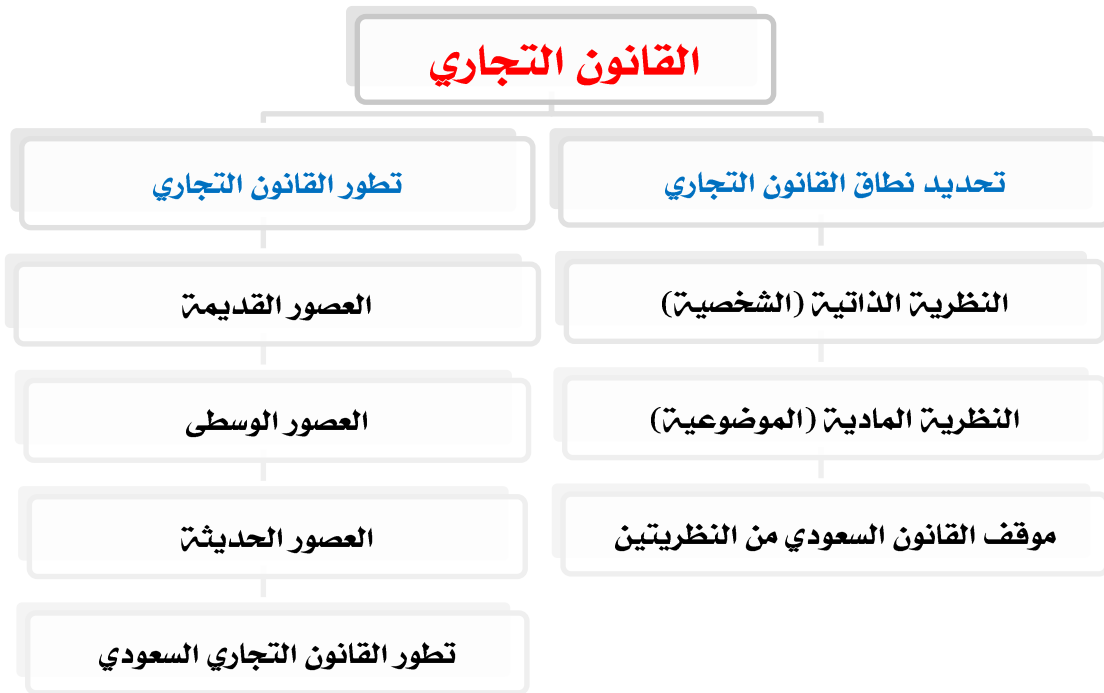 القانون التجاري
تحديد نطاق القانون التجاري
النظرية الذاتية (الشخصية)
النظرية المادية (الموضوعية)
موقف القانون السعودي من النظريتين
تطور القانون التجاري
العصور القديمة
العصور الوسطى
العصور الحديثة
تطور القانون التجاري السعودي